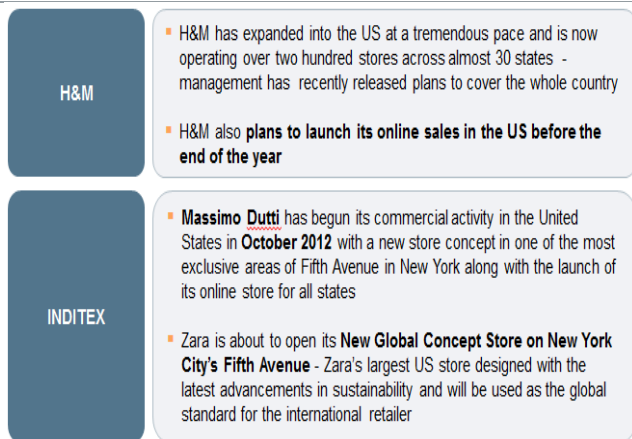 H&M
H&M has expanded into the US at a tremendous pace and is now
operating over two hundred stores across almost 30 states -
management has recently released plans to cover the whole country
H&M also plans to launch its online sales in the US before the
end of the year
INDITEX
Massimo Dutti has begun its commercial activity in the United
States in October 2012 with a new store concept in one of the most
exclusive areas of Fifth Avenue in New York along with the launch of
its online store for all states
Zara is about to open its New Global Concept Store on New York
City's Fifth Avenue - Zara's largest US store designed with the
latest advancements in sustainability and will be used as the global
standard for the international retailer